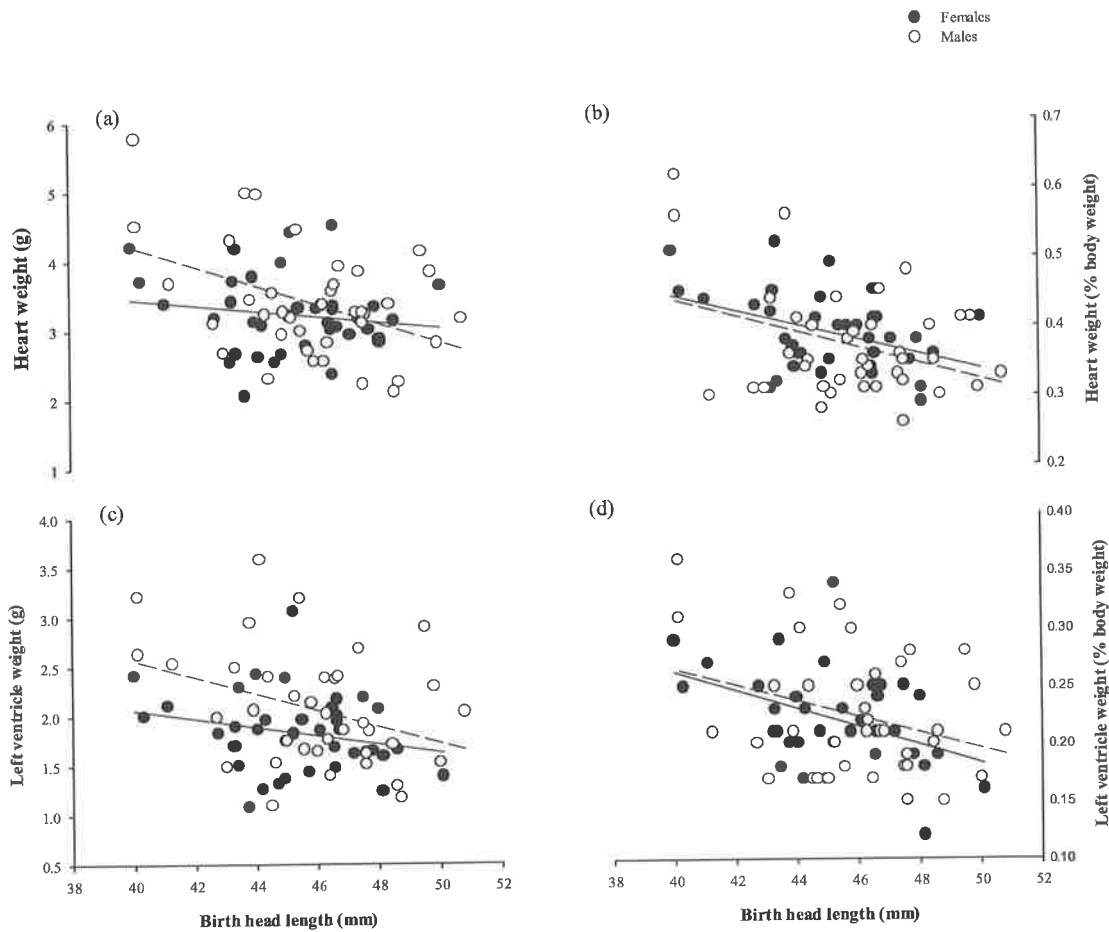 Females
Males
(a)
(b)
6
5
4
3
2
1
Heart weight (g)
0.7
0.6
0.5
0.4
0.3
0.2
Heart weight (% body weight)
(c)
(d)
4.0
3.5
3.0
2.5
2.0
1.5
1.0
0.5
Left ventricle weight (g)
0.40
0.35
0.30
0.25
0.20
0.15
0.10
Left ventricle weight (% body weight)
38 40 42 44 46 48 50 52
38 40 42 44 46 48 50 52
Birth head length (mm)
Birth head length (mm)